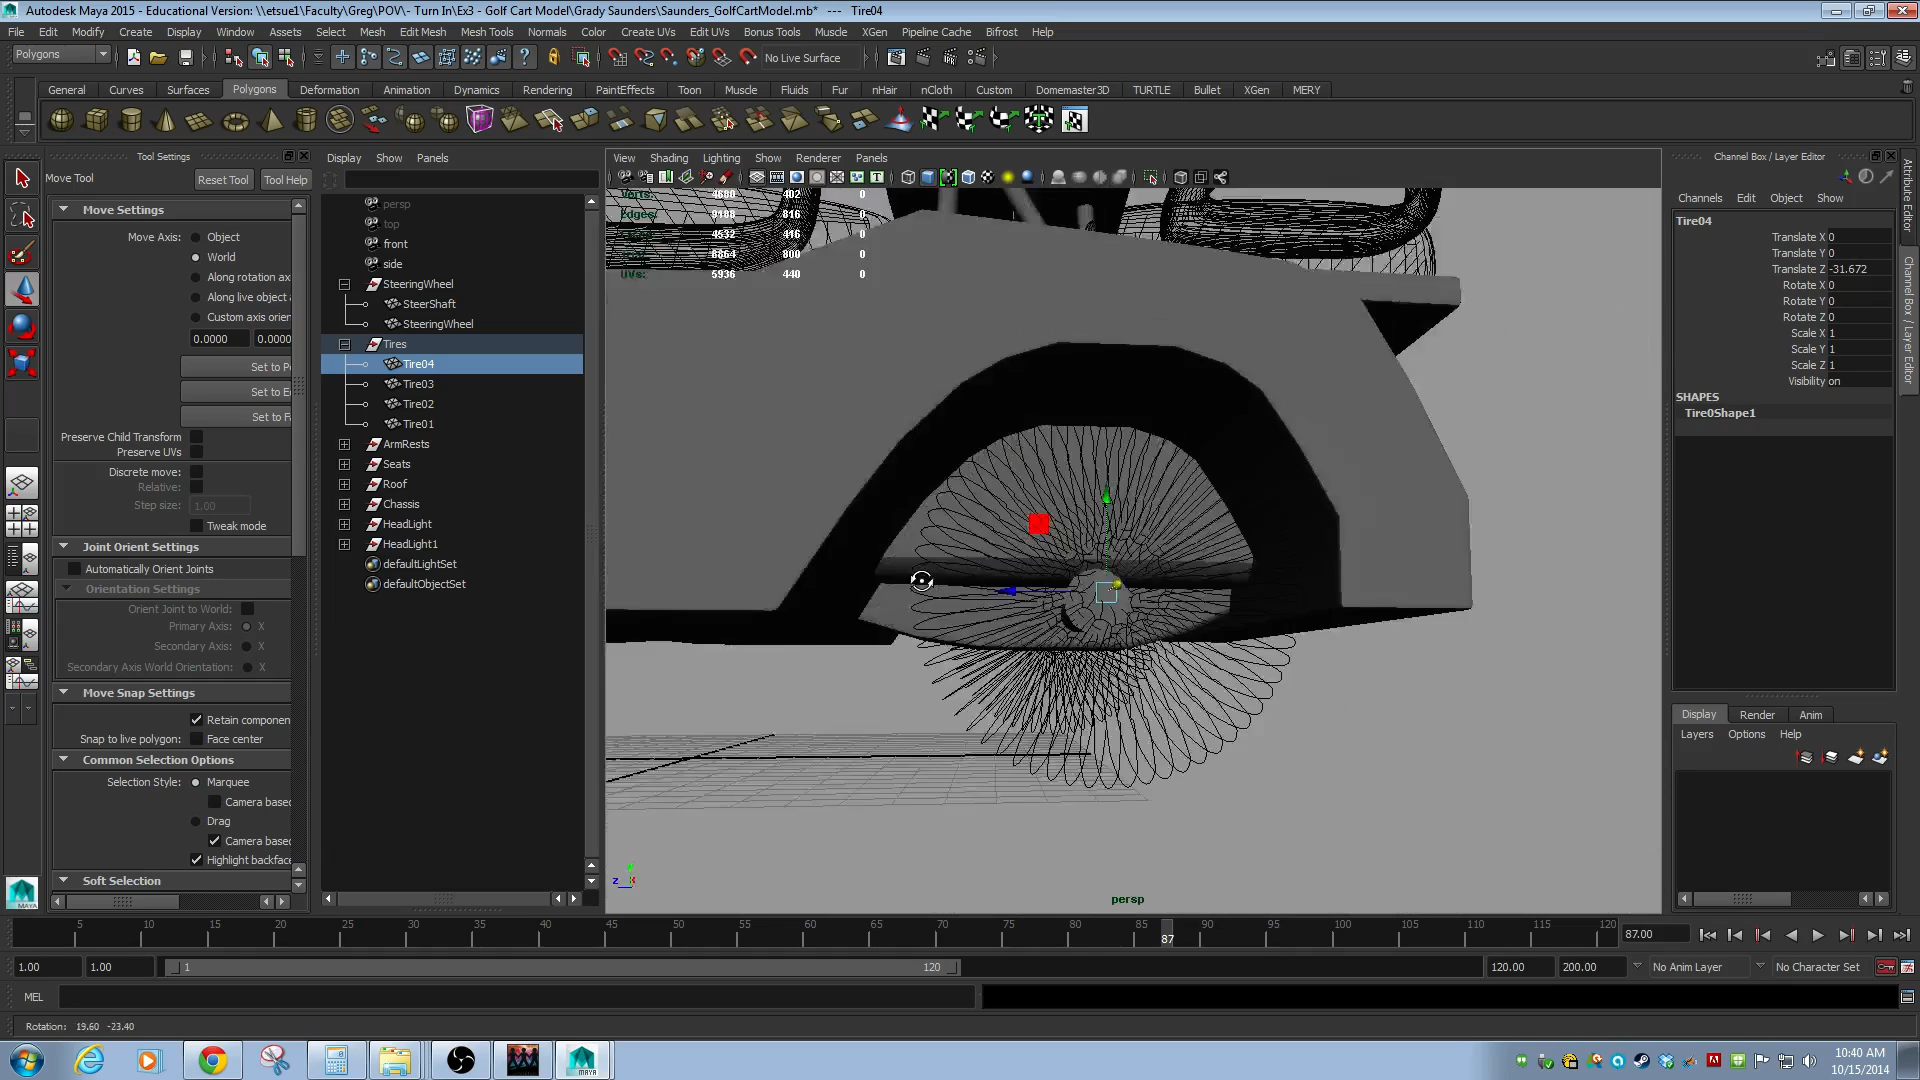 Autodesk Maya 2015 - Educational Version: \\etsue1\Faculty\Greg\POV\- Turn In\Ex3 - Golf Cart Model\Grady Saunders\Saunders_GolfCartModel.mb* --- Tire04
File Edit Modify Create Display Window Assets Select Mesh Edit Mesh Mesh Tools Normals Color Create UVs Edit UVs Bonus Tools Muscle XGen Pipeline Cache Bifrost Help
Polygons No Live Surface
General Curves Surfaces Polygons Deformation Animation Dynamics Rendering PaintEffects Toon Muscle Fluids Fur nHair nCloth Custom Domemaster3D TURTLE Bullet XGen MERY
Tool Settings
Move Tool Reset Tool Tool Help
Move Settings
Move Axis: Object
World
Along rotation ax
Along live object
Custom axis orien
0.0000 0.0000
Set to P
Set to E
Set to F
Preserve Child Transform
Preserve UVs
Discrete move:
Relative:
Step size: 1.00
Tweak mode
Joint Orient Settings
Automatically Orient Joints
Orientation Settings
Orient Joint to World:
Primary Axis: X
Secondary Axis: X
Secondary Axis World Orientation: X
Move Snap Settings
Retain componen
Snap to live polygon: Face center
Common Selection Options
Selection Style: Marquee
Camera based
Drag
Camera based
Highlight backface
Soft Selection
Display Show Panels
persp
top
front
side
SteeringWheel
SteerShaft
SteeringWheel
Tires
Tire04
Tire03
Tire02
Tire01
ArmRests
Seats
Roof
Chassis
HeadLight
HeadLight1
defaultLightSet
defaultObjectSet
View Shading Lighting Show Renderer Panels
Verts: 4680 402 0
Edges: 9188 816 0
4532 416 0
8864 800 0
UVs: 5936 440 0
persp
Channel Box / Layer Editor
Channels Edit Object Show
Tire04
Translate X 0
Translate Y 0
Translate Z -31.672
Rotate X 0
Rotate Y 0
Rotate Z 0
Scale X 1
Scale Y 1
Scale Z 1
Visibility on
SHAPES
Tire0Shape1
Display Render Anim
Layers Options Help
Attribute Editor
Channel Box / Layer Editor
5 10 15 20 25 30 35 40 45 50 55 60 65 70 75 80 85 87 90 95 100 105 110 115 120 87.00
1.00 1.00 1 120 120.00 200.00 No Anim Layer No Character Set
MEL
Rotation: 19.60 -23.40
10:40 AM
10/15/2014